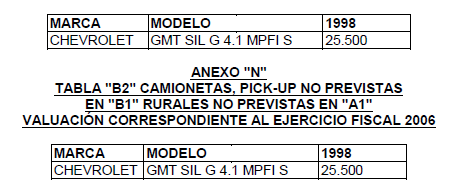 MARCA MODELO 1998
CHEVROLET GMT SIL G 4.1 MPFI S 25.500
ANEXO "N"
TABLA "B2" CAMIONETAS, PICK-UP NO PREVISTAS
EN "B1" RURALES NO PREVISTAS EN "A1"
VALUACIÓN CORRESPONDIENTE AL EJERCICIO FISCAL 2006
MARCA MODELO 1998
CHEVROLET GMT SIL G 4.1 MPFI S 25.500